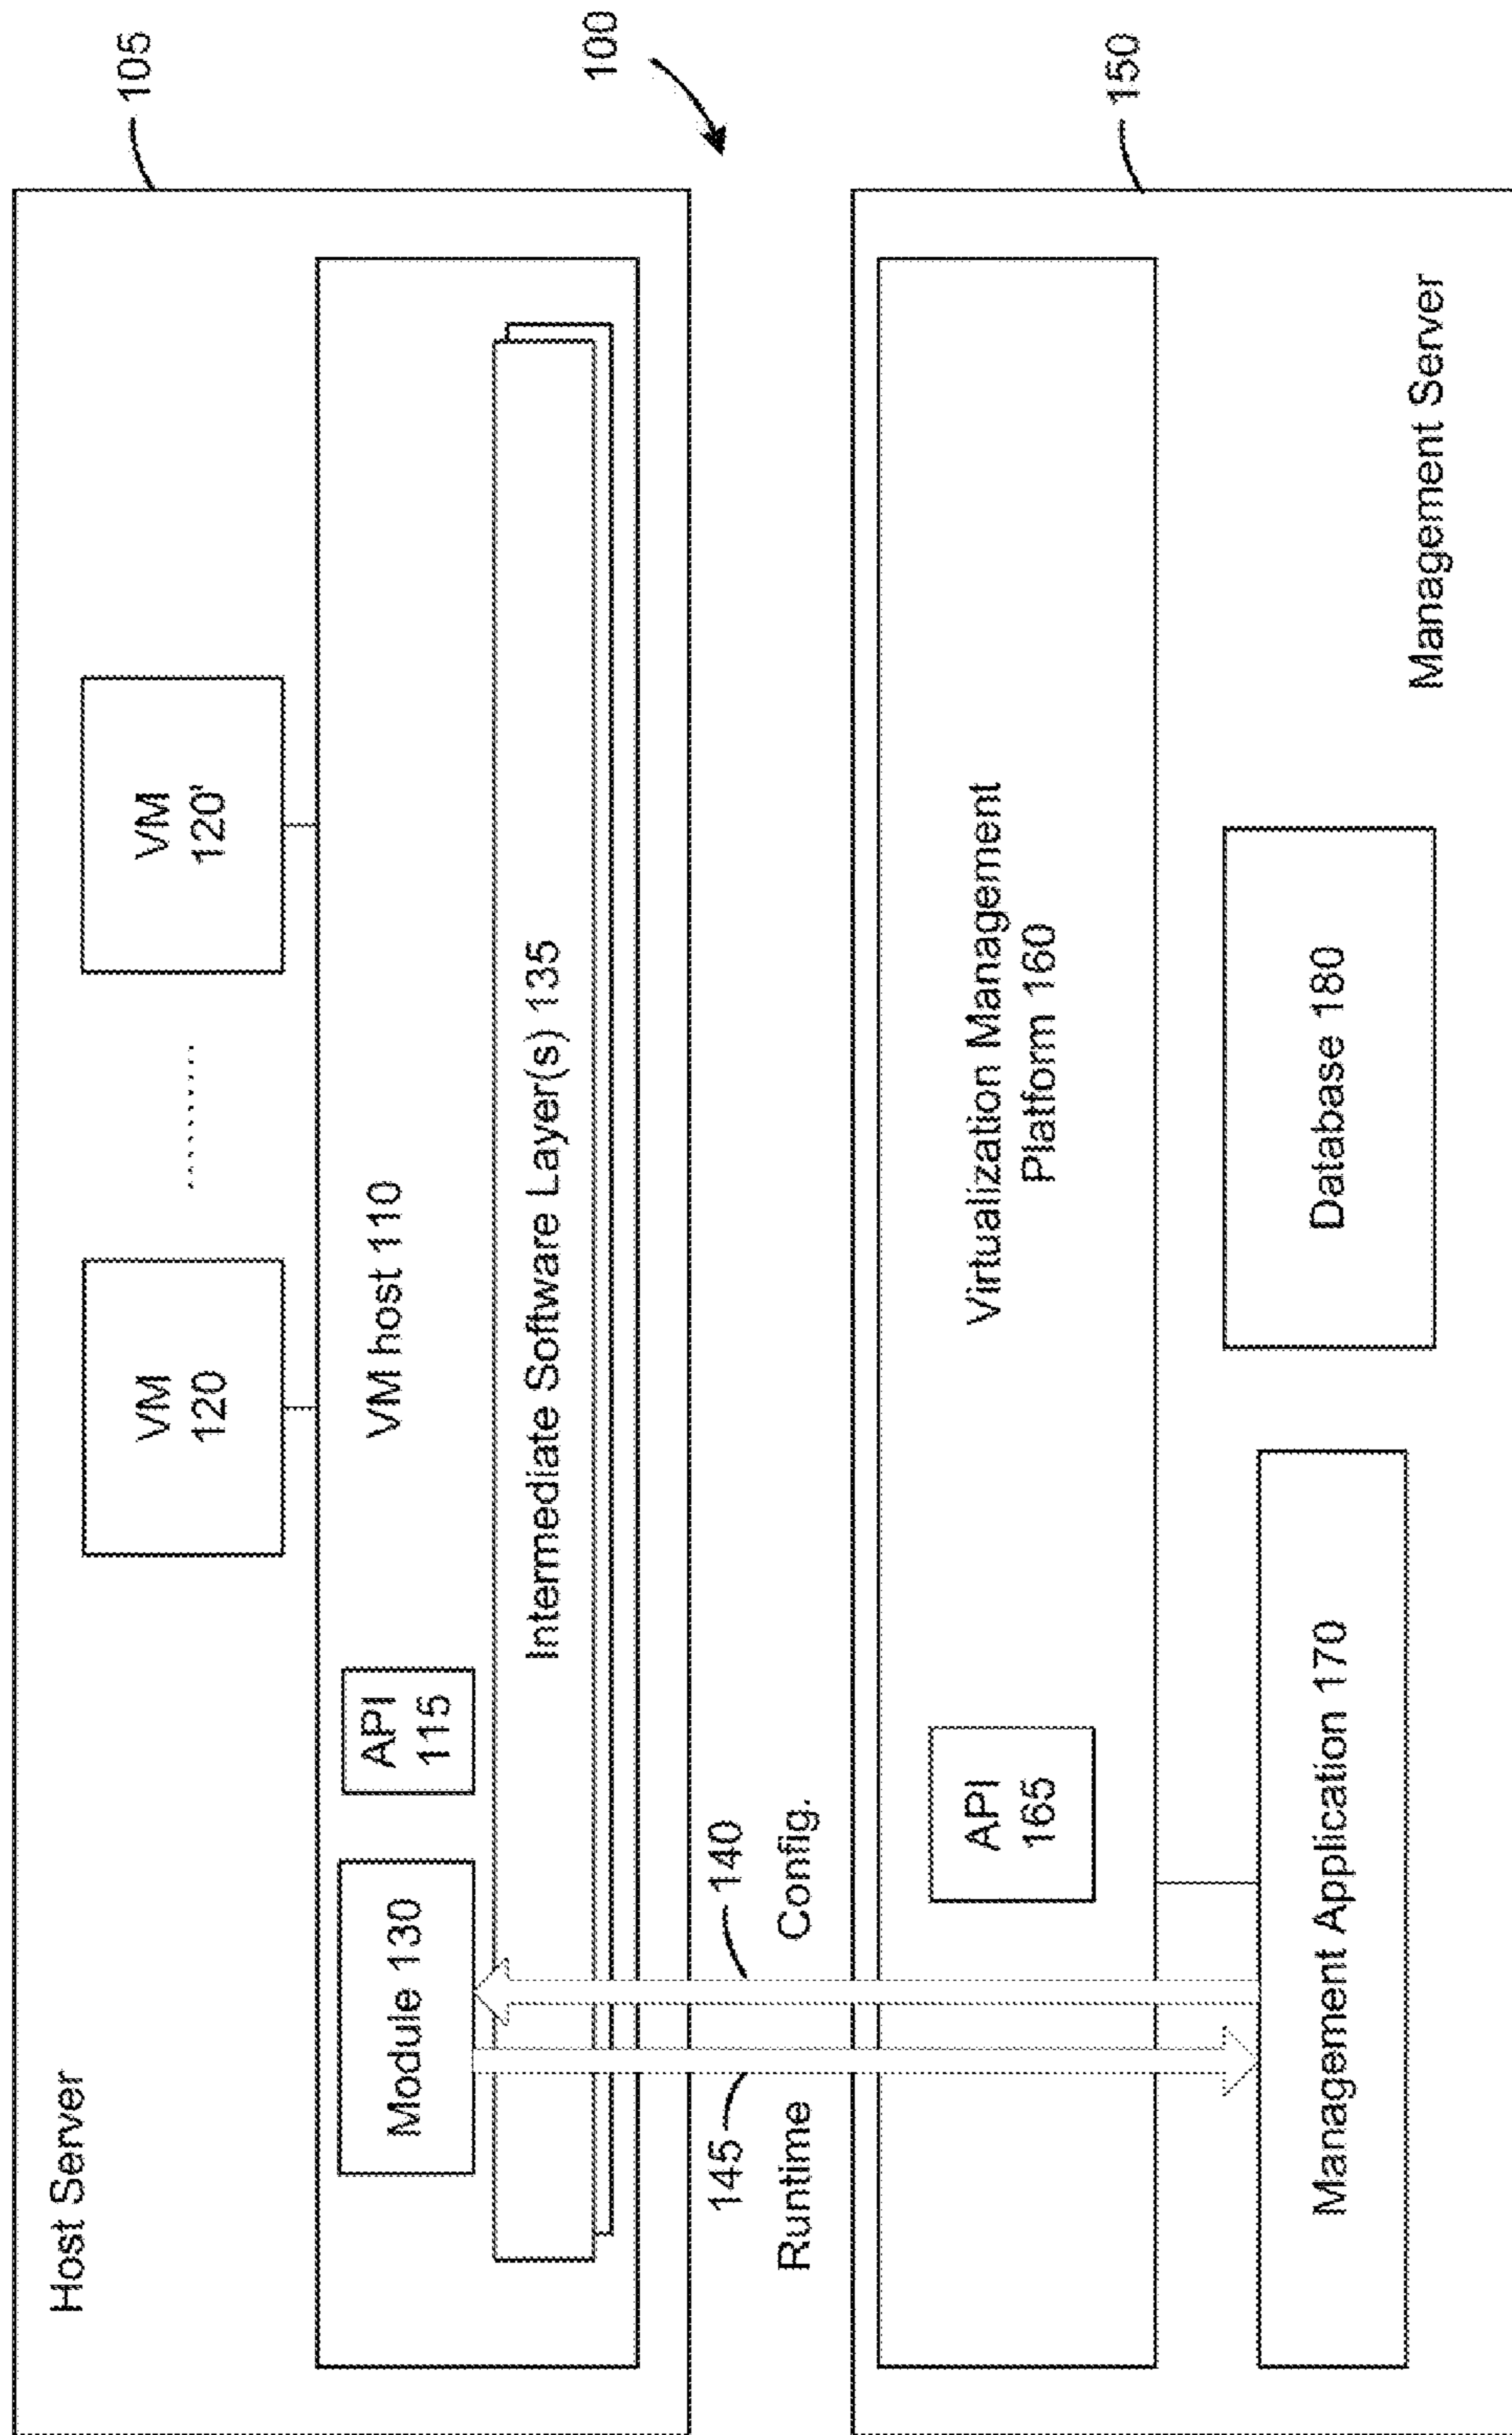 Host Server
105
VM
120
........
VM
120'
VM host 110
API
115
Module 130
Intermediate Software Layer(s) 135
100
145
140
Runtime
Config.
150
Virtualization Management
Platform 160
API
165
Management Application 170
Database 180
Management Server